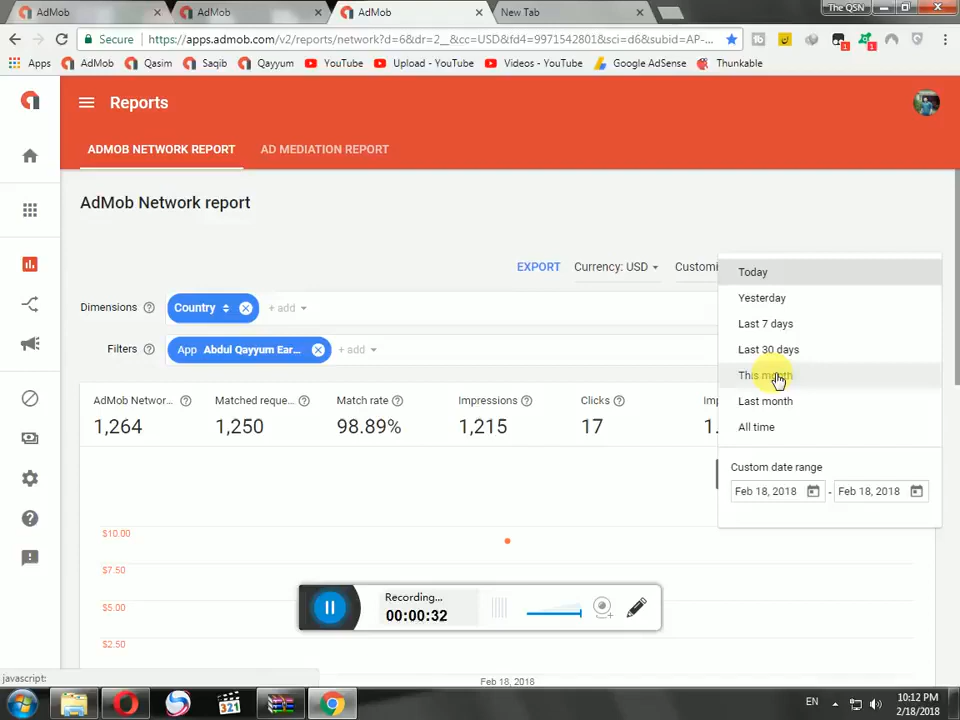 AdMob
AdMob
AdMob
New Tab
The QSN
Secure
https://apps.admob.com/v2/reports/network?d=6&dr=2__&cc=USD&fd4=9971542801&sci=d6&subid=AP-...
Apps
AdMob
Qasim
Saqib
Qayyum
YouTube
Upload - YouTube
Videos - YouTube
Google AdSense
Thunkable
Reports
ADMOB NETWORK REPORT
AD MEDIATION REPORT
AdMob Network report
EXPORT
Currency: USD
Customi
Today
Yesterday
Last 7 days
Last 30 days
This month
Last month
All time
Custom date range
Feb 18, 2018 - Feb 18, 2018
Dimensions
Country
+ add
Filters
App Abdul Qayyum Ear...
+ add
AdMob Networ...
Matched reque...
Match rate
Impressions
Clicks
Im
1,264
1,250
98.89%
1,215
17
1.
$10.00
$7.50
$5.00
$2.50
Feb 18, 2018
Recording...
00:00:32
javascript:
321
EN
10:12 PM
2/18/2018